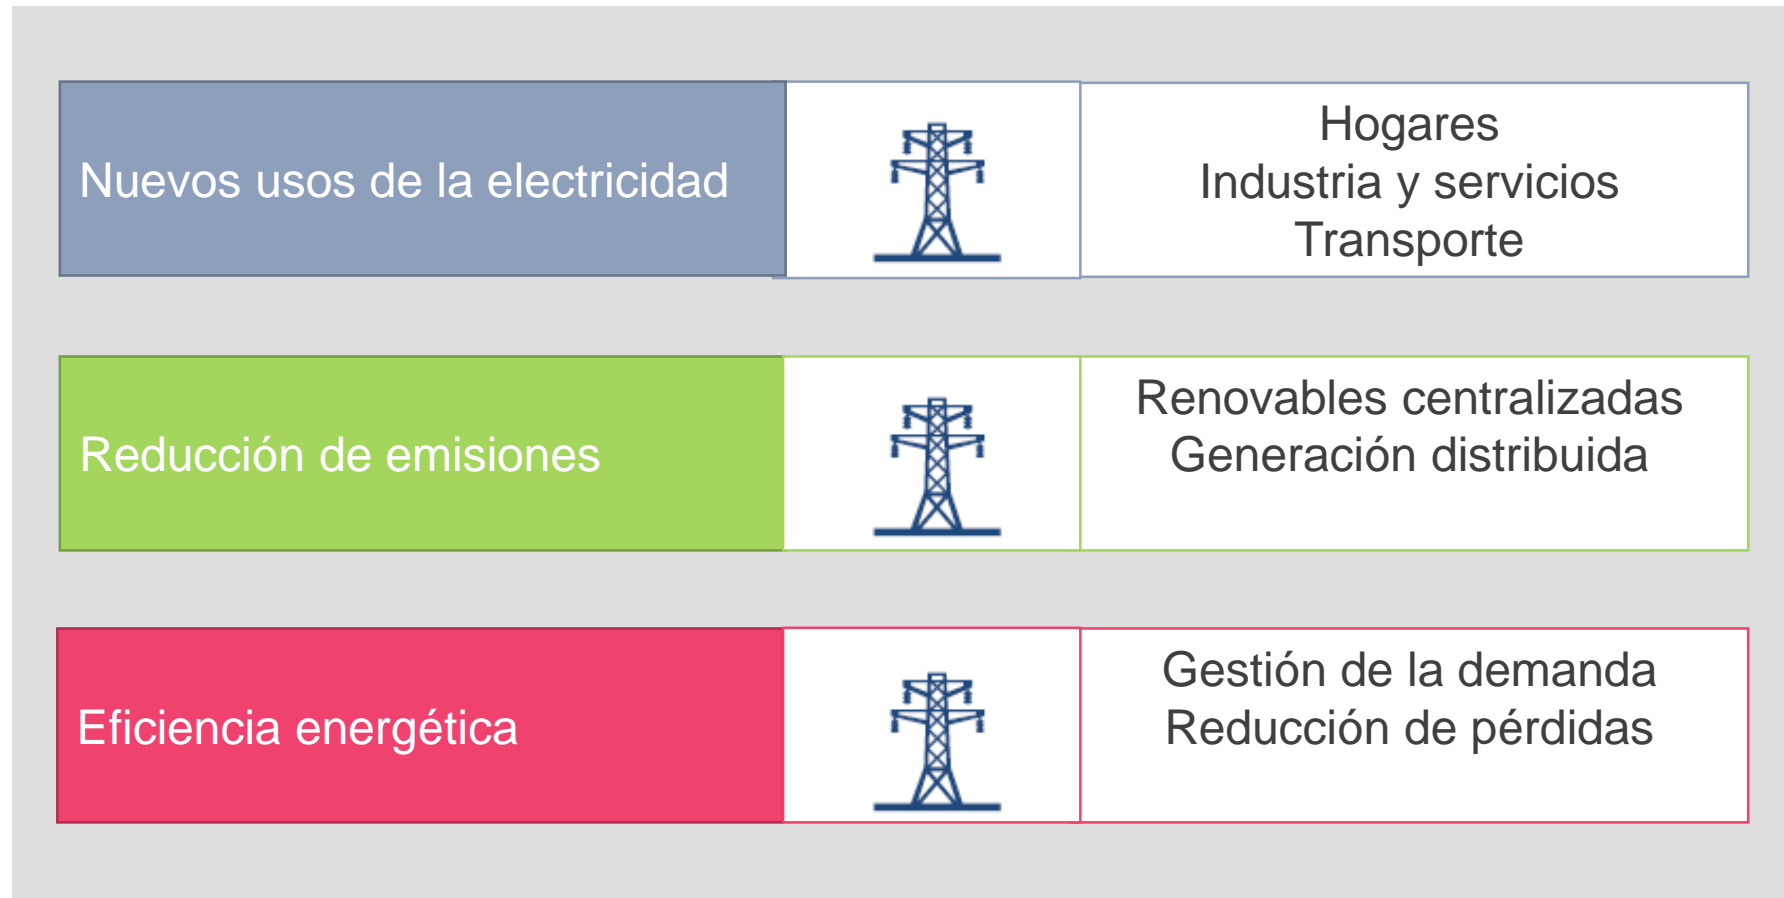 Nuevos usos de la electricidad
Hogares
Industria y servicios
Transporte
Reducción de emisiones
Renovables centralizadas
Generación distribuida
Eficiencia energética
Gestión de la demanda
Reducción de pérdidas